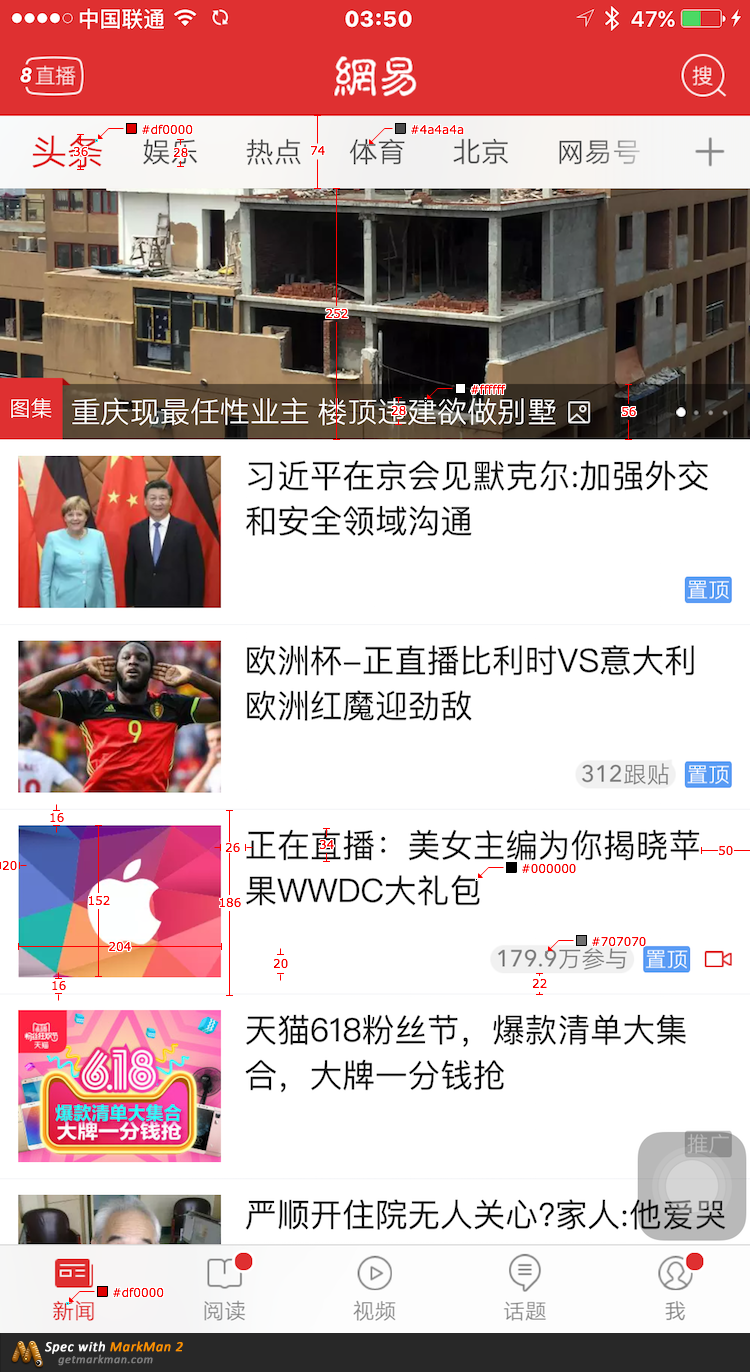 中国联通 03:50 47%
8直播 網易 搜
#df0000 #4a4a4a
头条 娱乐 热点 体育 北京 网易号
36 28 74
252
#ffffff
图集 重庆现最任性业主 楼顶违建欲做别墅
28 56
习近平在京会见默克尔:加强外交
和安全领域沟通
置顶
欧洲杯-正直播比利时VS意大利
欧洲红魔迎劲敌
9
312跟贴 置顶
16
正在直播：美女主编为你揭晓苹
020 26 34 50
#000000
果WWDC大礼包
152 186
204
#707070
179.9万参与 置顶
20
16 22
天猫618粉丝节，爆款清单大集
合，大牌一分钱抢
天猫
6.18
爆款清单大集合
大牌一分钱抢
推广
严顺开住院无人关心?家人:他爱哭
#df0000
新闻 阅读 视频 话题 我
Spec with MarkMan 2
getmarkman.com